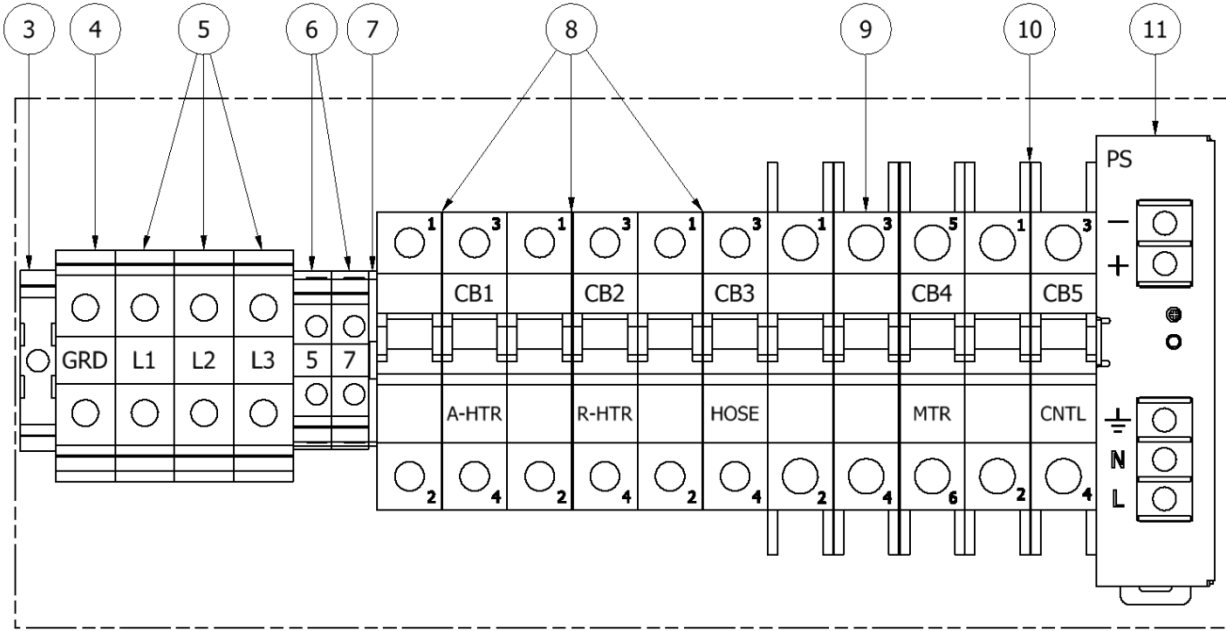 3 4 5 6 7 8 9 10 11
PS
−
+
1 3 1 3 1 3 1 3 5 1 3
CB1 CB2 CB3 CB4 CB5
GRD L1 L2 L3 5 7
A-HTR R-HTR HOSE MTR CNTL
N
L
2 4 2 4 2 4 2 4 6 2 4